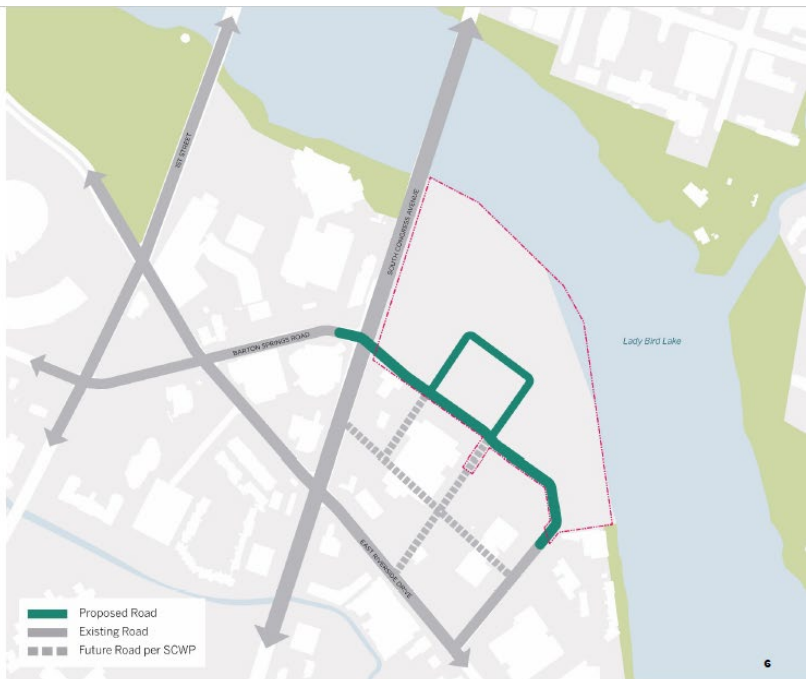 1ST STREET
SOUTH CONGRESS AVENUE
BARTON SPRINGS ROAD
Lady Bird Lake
EAST RIVERSIDE DRIVE
Proposed Road
Existing Road
Future Road per SCWP
6